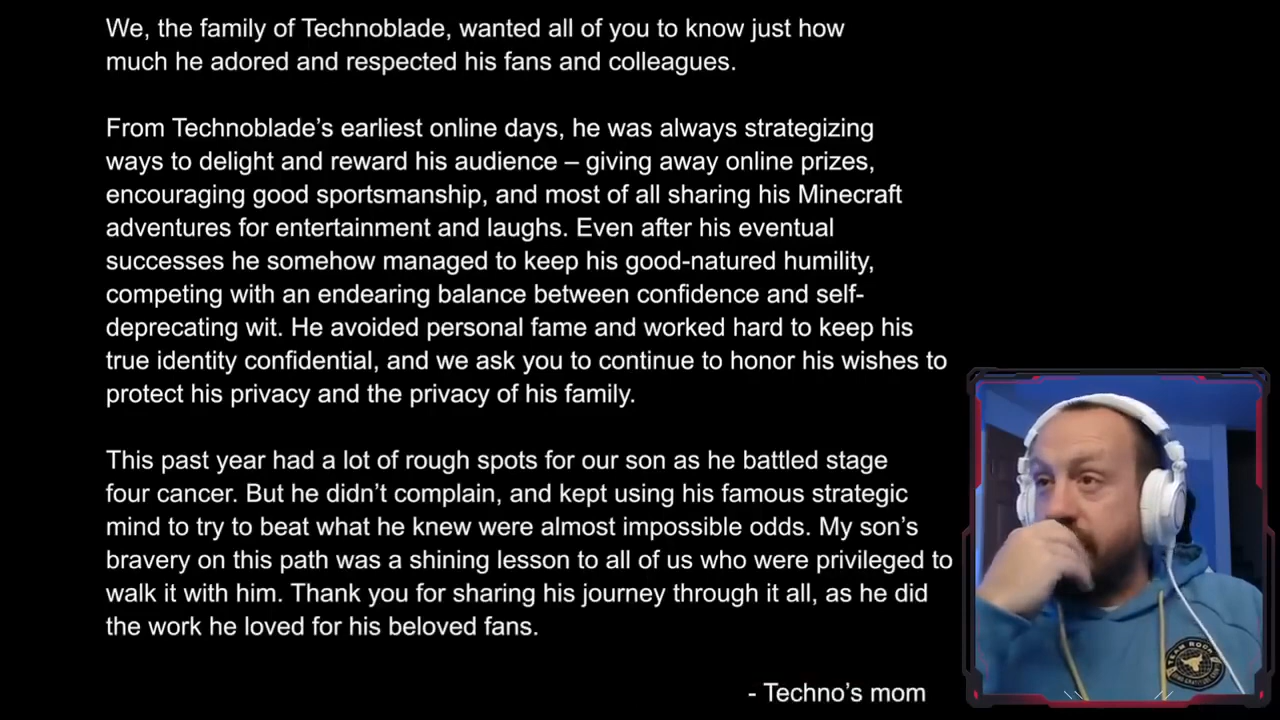 We, the family of Technoblade, wanted all of you to know just how
much he adored and respected his fans and colleagues.
From Technoblade’s earliest online days, he was always strategizing
ways to delight and reward his audience – giving away online prizes,
encouraging good sportsmanship, and most of all sharing his Minecraft
adventures for entertainment and laughs. Even after his eventual
successes he somehow managed to keep his good-natured humility,
competing with an endearing balance between confidence and self-
deprecating wit. He avoided personal fame and worked hard to keep his
true identity confidential, and we ask you to continue to honor his wishes to
protect his privacy and the privacy of his family.
This past year had a lot of rough spots for our son as he battled stage
four cancer. But he didn’t complain, and kept using his famous strategic
mind to try to beat what he knew were almost impossible odds. My son’s
bravery on this path was a shining lesson to all of us who were privileged to
walk it with him. Thank you for sharing his journey through it all, as he did
the work he loved for his beloved fans.
- Techno’s mom
TEAM ROCK